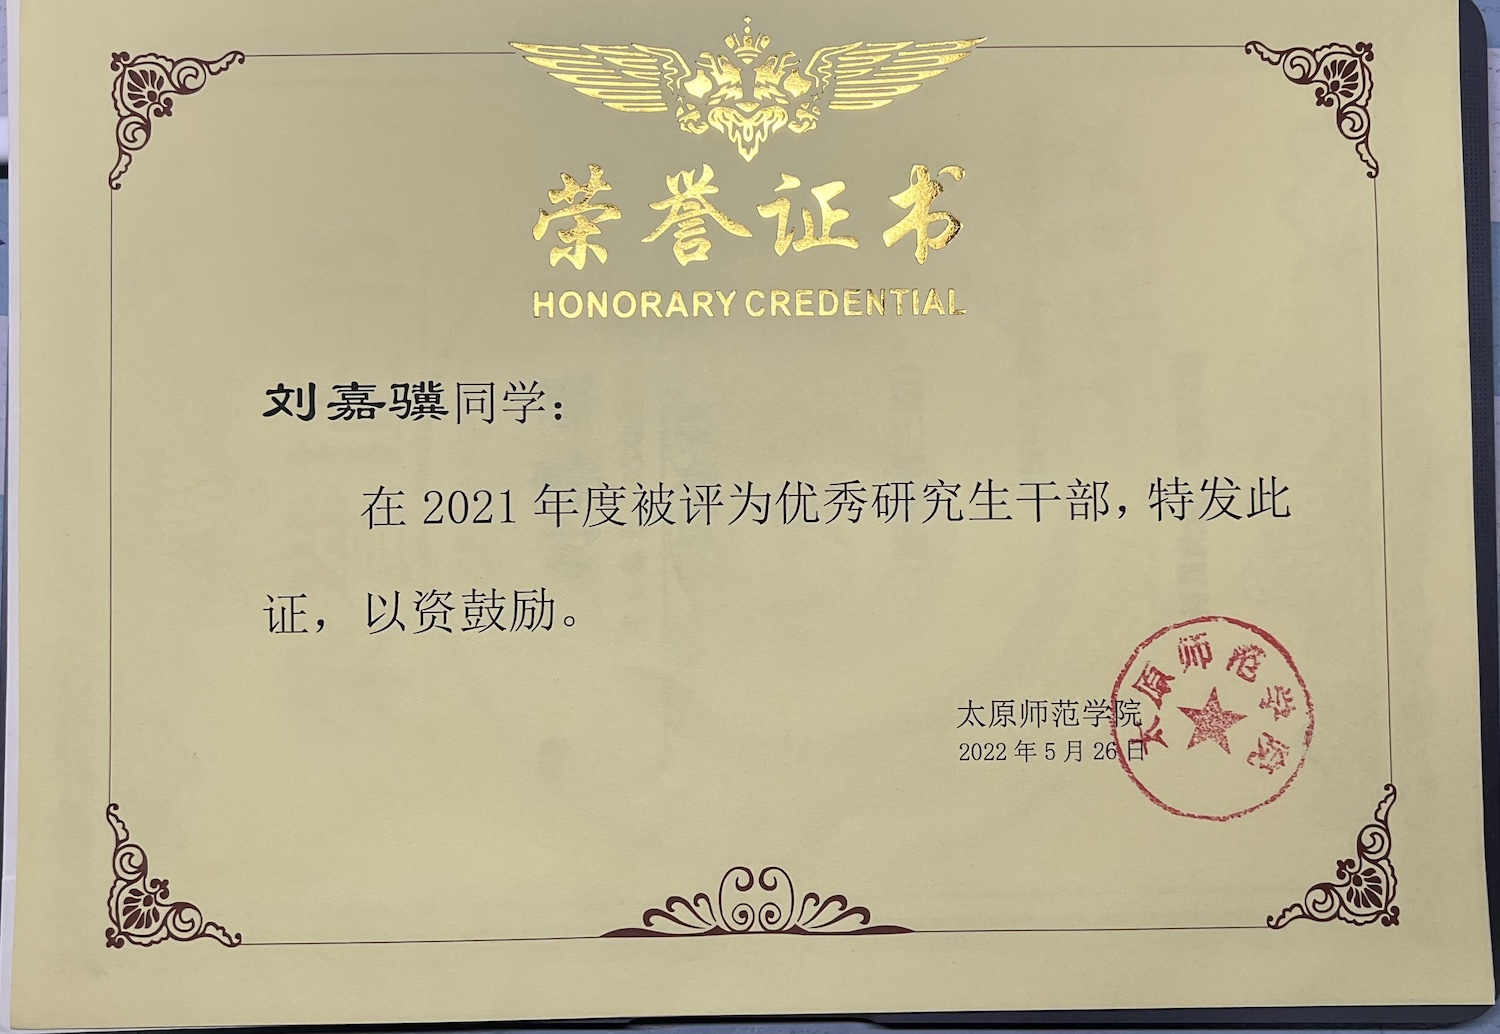 荣誉证书
HONORARY CREDENTIAL
刘嘉骥同学：
在 2021 年度被评为优秀研究生干部，特发此
证，以资鼓励。
太原师范学院
2022 年 5 月 26 日
太原师范学院